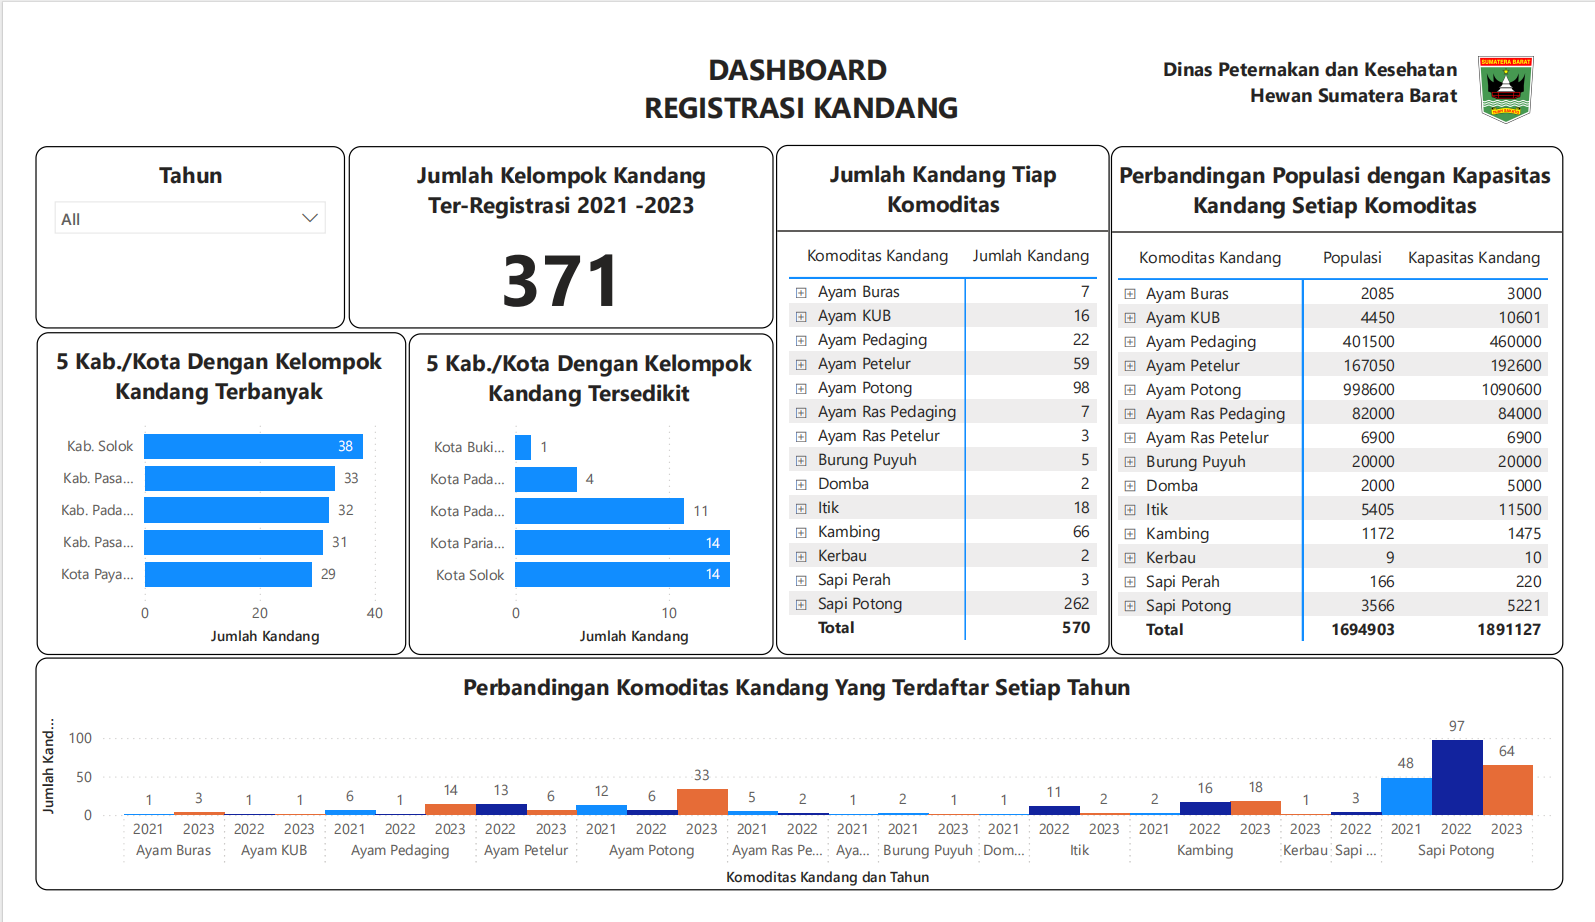 DASHBOARD
REGISTRASI KANDANG
Dinas Peternakan dan Kesehatan
Hewan Sumatera Barat
SUMATERA BARAT
Tahun
All
Jumlah Kelompok Kandang
Ter-Registrasi 2021 -2023
371
Jumlah Kandang Tiap
Komoditas
Komoditas Kandang Jumlah Kandang
Ayam Buras 7
Ayam KUB 16
Ayam Pedaging 22
Ayam Petelur 59
Ayam Potong 98
Ayam Ras Pedaging 7
Ayam Ras Petelur 3
Burung Puyuh 5
Domba 2
Itik 18
Kambing 66
Kerbau 2
Sapi Perah 3
Sapi Potong 262
Total 570
Perbandingan Populasi dengan Kapasitas
Kandang Setiap Komoditas
Komoditas Kandang Populasi Kapasitas Kandang
Ayam Buras 2085 3000
Ayam KUB 4450 10601
Ayam Pedaging 401500 460000
Ayam Petelur 167050 192600
Ayam Potong 998600 1090600
Ayam Ras Pedaging 82000 84000
Ayam Ras Petelur 6900 6900
Burung Puyuh 20000 20000
Domba 2000 5000
Itik 5405 11500
Kambing 1172 1475
Kerbau 9 10
Sapi Perah 166 220
Sapi Potong 3566 5221
Total 1694903 1891127
5 Kab./Kota Dengan Kelompok
Kandang Terbanyak
Kab. Solok 38
Kab. Pasa... 33
Kab. Pada... 32
Kab. Pasa... 31
Kota Paya... 29
0 20 40
Jumlah Kandang
5 Kab./Kota Dengan Kelompok
Kandang Tersedikit
Kota Buki... 1
Kota Pada... 4
Kota Pada... 11
Kota Paria... 14
Kota Solok 14
0 10
Jumlah Kandang
Perbandingan Komoditas Kandang Yang Terdaftar Setiap Tahun
Jumlah Kand...
100
50
0
1 3 1 1 6 1 14 13 6 12 6 33 5 2 1 2 1 1 11 2 2 16 18 1 3 48 97 64
2021 2023 2022 2023 2021 2022 2023 2022 2023 2021 2022 2023 2021 2022 2021 2021 2023 2021 2022 2023 2021 2022 2023 2023 2022 2021 2022 2023
Ayam Buras Ayam KUB Ayam Pedaging Ayam Petelur Ayam Potong Ayam Ras Pe... Aya... Burung Puyuh Dom... Itik Kambing Kerbau Sapi ... Sapi Potong
Komoditas Kandang dan Tahun